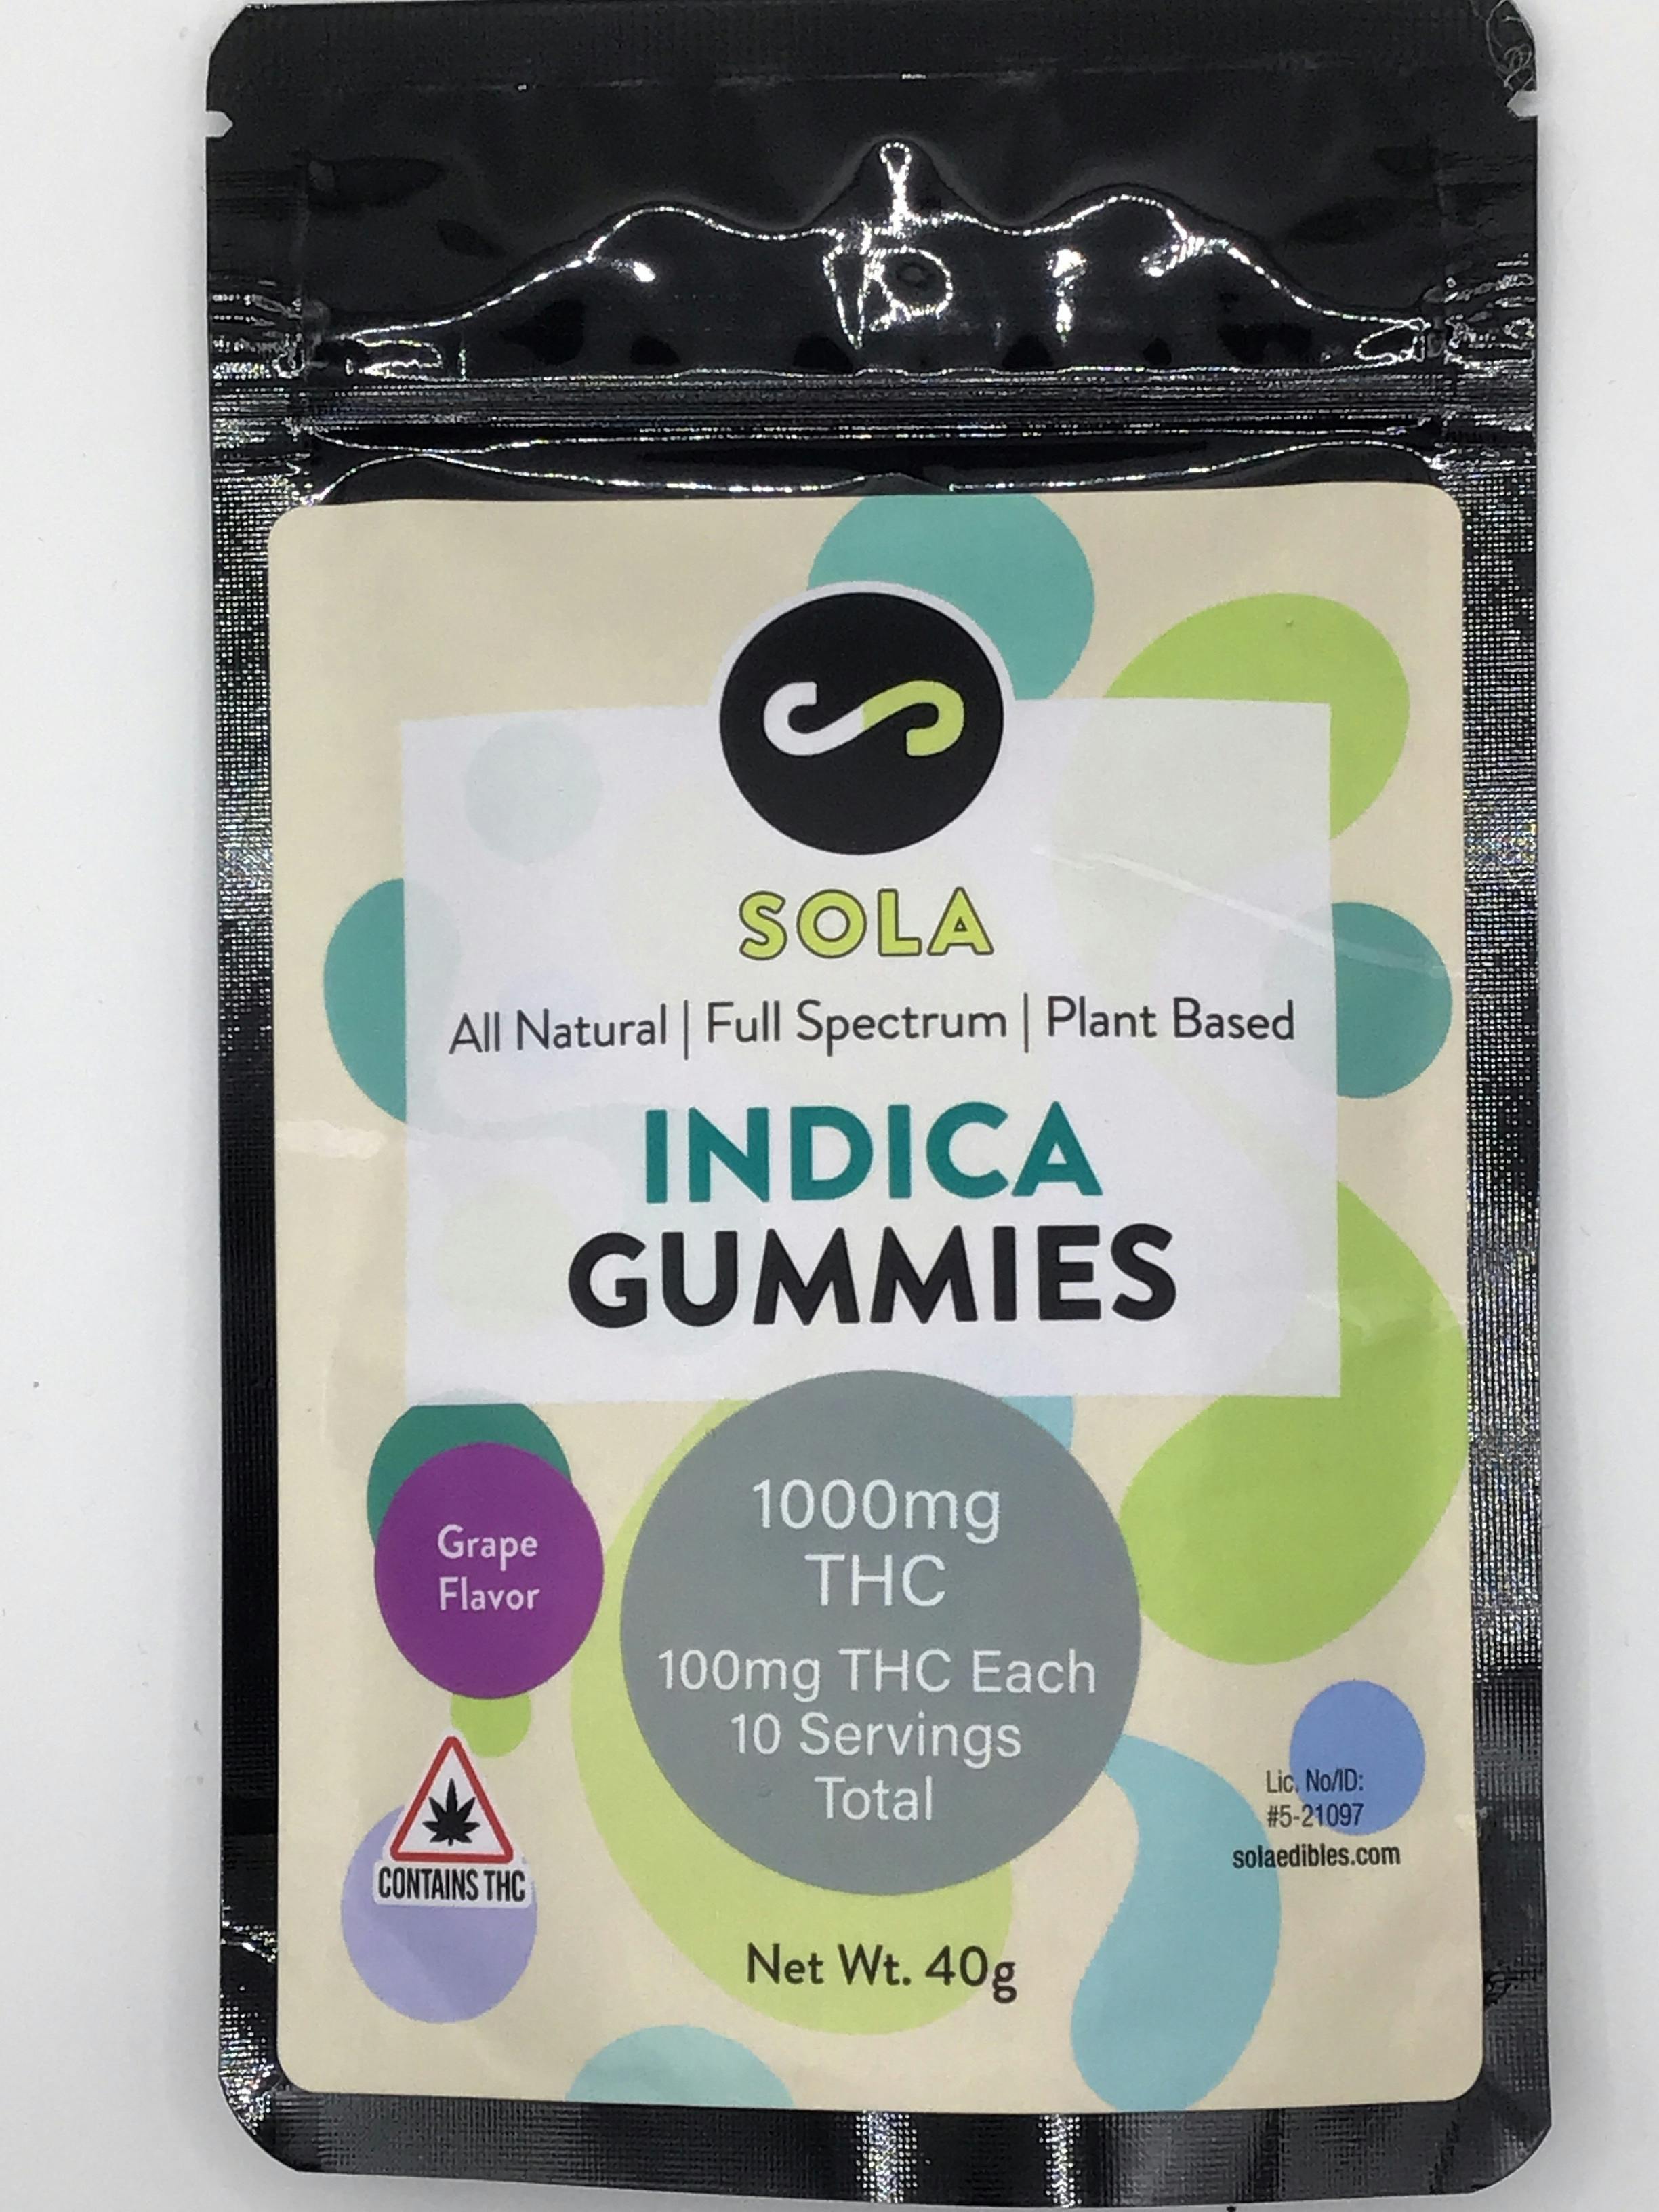 SOLA
All Natural | Full Spectrum | Plant Based
INDICA
GUMMIES
Grape
Flavor
1000mg
THC
100mg THC Each
10 Servings
Total
CONTAINS THC
Lic. No/ID:
#5-21097
solaedibles.com
Net Wt. 40g